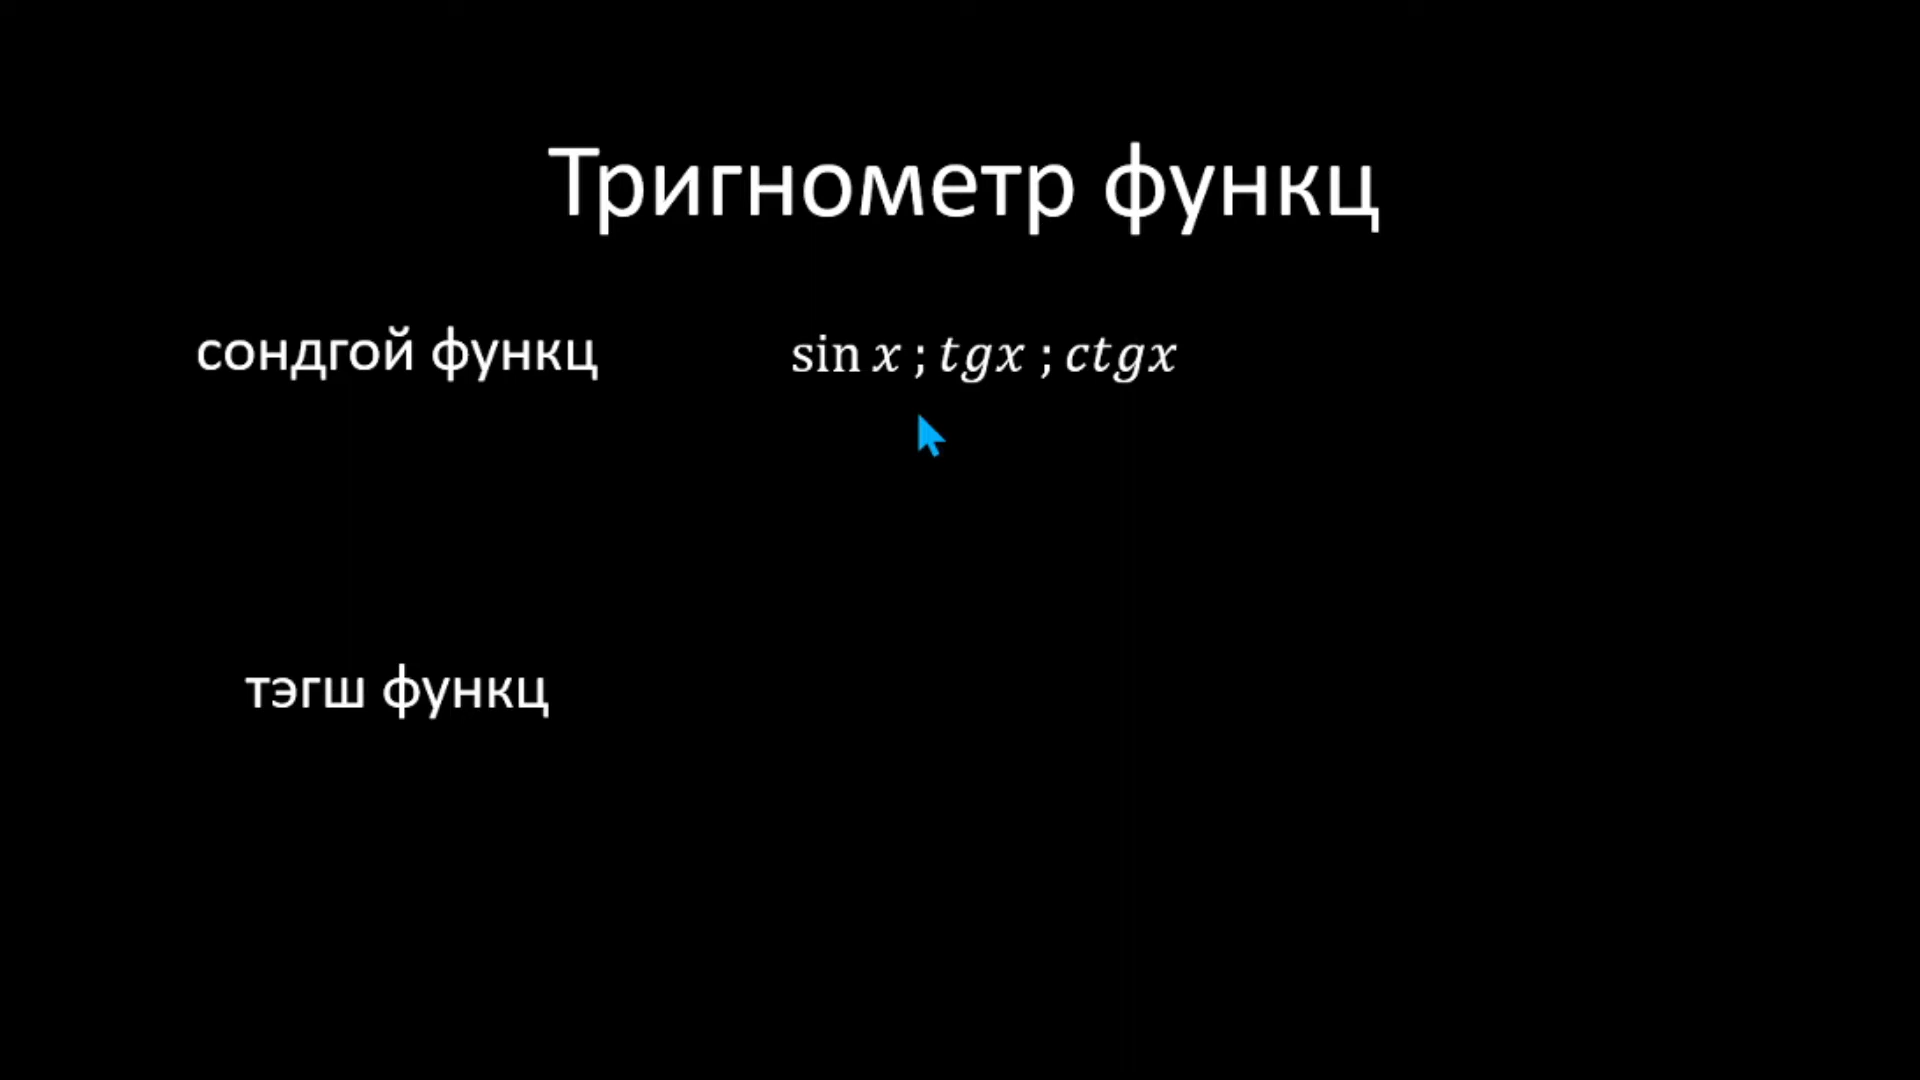 Тригнометр функц
сондгой функц
sin x ; tgx ; ctgx
тэгш функц